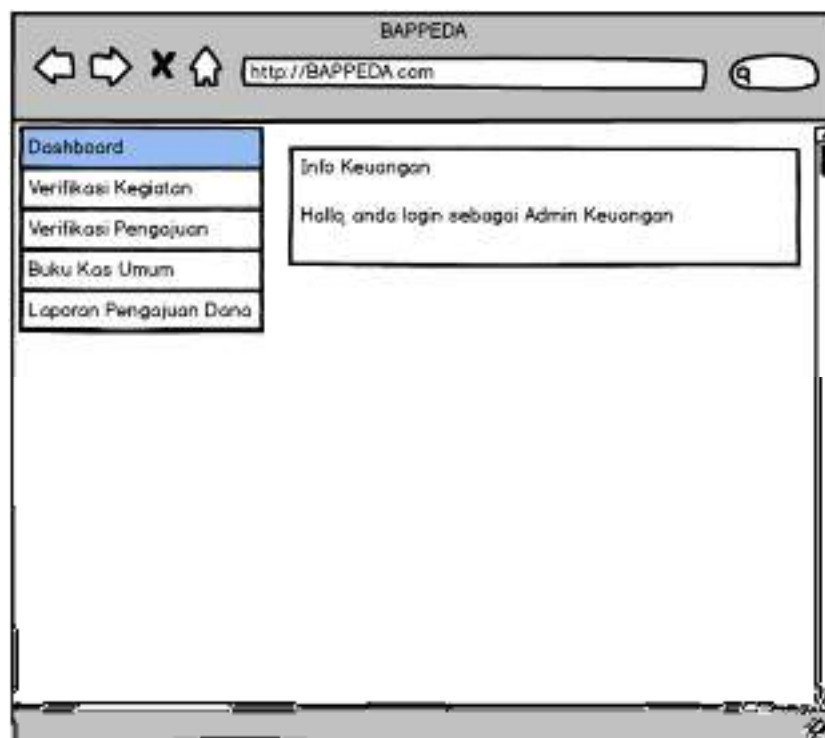 BAPPEDA
http://BAPPEDA.com
Dashboard
Verifikasi Kegiatan
Verifikasi Pengajuan
Buku Kas Umum
Laporan Pengajuan Dana
Info Keuangan
Hallo, anda login sebagai Admin Keuangan